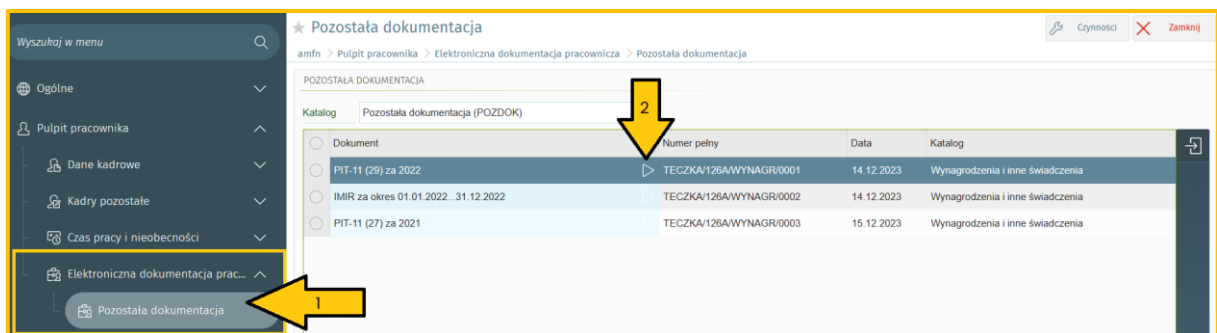 Wyszukaj w menu
Ogólne
Pulpit pracownika
Dane kadrowe
Kadry pozostałe
Czas pracy i nieobecności
Elektroniczna dokumentacja prac...
Pozostała dokumentacja
1
Pozostała dokumentacja
Czynności Zamknij
amfn > Pulpit pracownika > Elektroniczna dokumentacja pracownicza > Pozostała dokumentacja
POZOSTAŁA DOKUMENTACJA
2
Katalog Pozostała dokumentacja (POZDOK)
Dokument Numer pełny Data Katalog
PIT-11 (29) za 2022 TECZKA/126A/WYNAGR/0001 14.12.2023 Wynagrodzenia i inne świadczenia
IMIR za okres 01.01.2022...31.12.2022 TECZKA/126A/WYNAGR/0002 14.12.2023 Wynagrodzenia i inne świadczenia
PIT-11 (27) za 2021 TECZKA/126A/WYNAGR/0003 15.12.2023 Wynagrodzenia i inne świadczenia